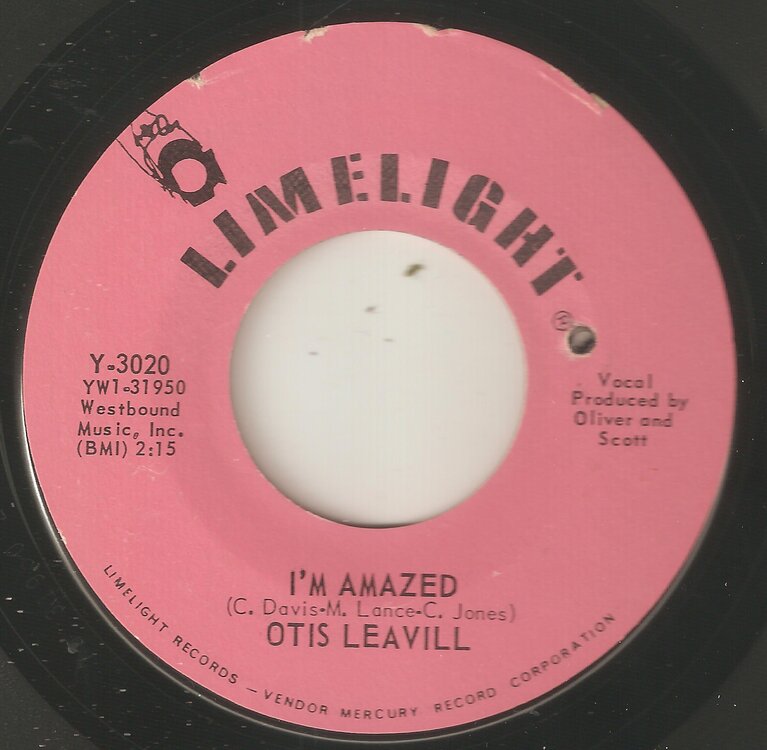 LIMELIGHT
®
Y-3020
YW1-31950
Westbound
Music, Inc.
(BMI) 2:15
Vocal
Produced by
Oliver and
Scott
I'M AMAZED
(C. Davis-M. Lance-C. Jones)
OTIS LEAVILL
LIMELIGHT RECORDS — VENDOR MERCURY RECORD CORPORATION